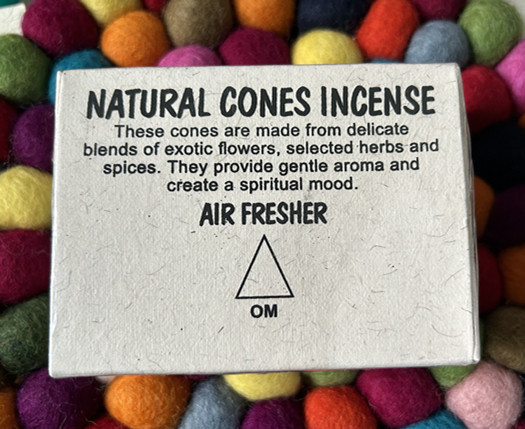 NATURAL CONES INCENSE
These cones are made from delicate
blends of exotic flowers, selected herbs and
spices. They provide gentle aroma and
create a spiritual mood.
AIR FRESHER
OM